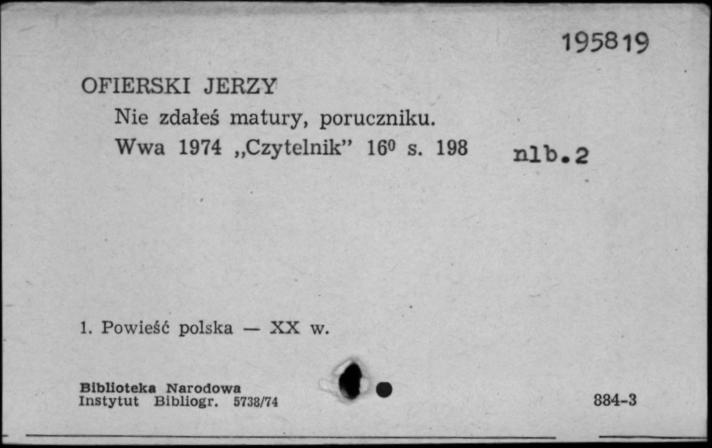 195819
OFIERSKI JERZY
Nie zdałeś matury, poruczniku.
Wwa 1974 „Czytelnik” 16⁰ s. 198 nlb.2
1. Powieść polska — XX w.
Biblioteka Narodowa
Instytut Bibliogr. 5738/74
884-3